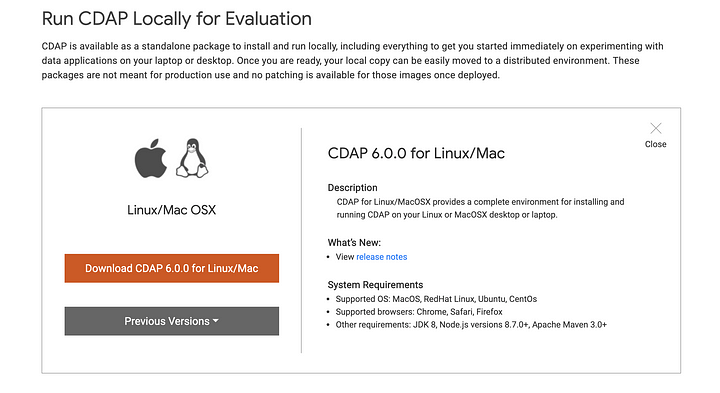 Run CDAP Locally for Evaluation
CDAP is available as a standalone package to install and run locally, including everything to get you started immediately on experimenting with
data applications on your laptop or desktop. Once you are ready, your local copy can be easily moved to a distributed environment. These
packages are not meant for production use and no patching is available for those images once deployed.
Linux/Mac OSX
Download CDAP 6.0.0 for Linux/Mac
Previous Versions
Close
CDAP 6.0.0 for Linux/Mac
Description
CDAP for Linux/MacOSX provides a complete environment for installing and
running CDAP on your Linux or MacOSX desktop or laptop.
What's New:
• View release notes
System Requirements
• Supported OS: MacOS, RedHat Linux, Ubuntu, CentOs
• Supported browsers: Chrome, Safari, Firefox
• Other requirements: JDK 8, Node.js versions 8.7.0+, Apache Maven 3.0+